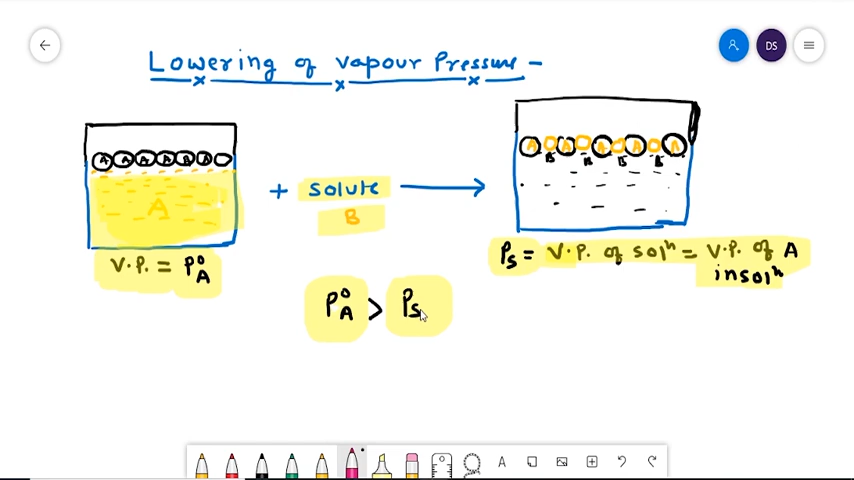 DS
Lowering of vapour Pressure -
A A A A A A
A
+ solute
B
A A A A A
B B B B
V.P. = P°A
Ps = V.P. of solⁿ = V.P. of A
insolⁿ
P°A > Ps
A